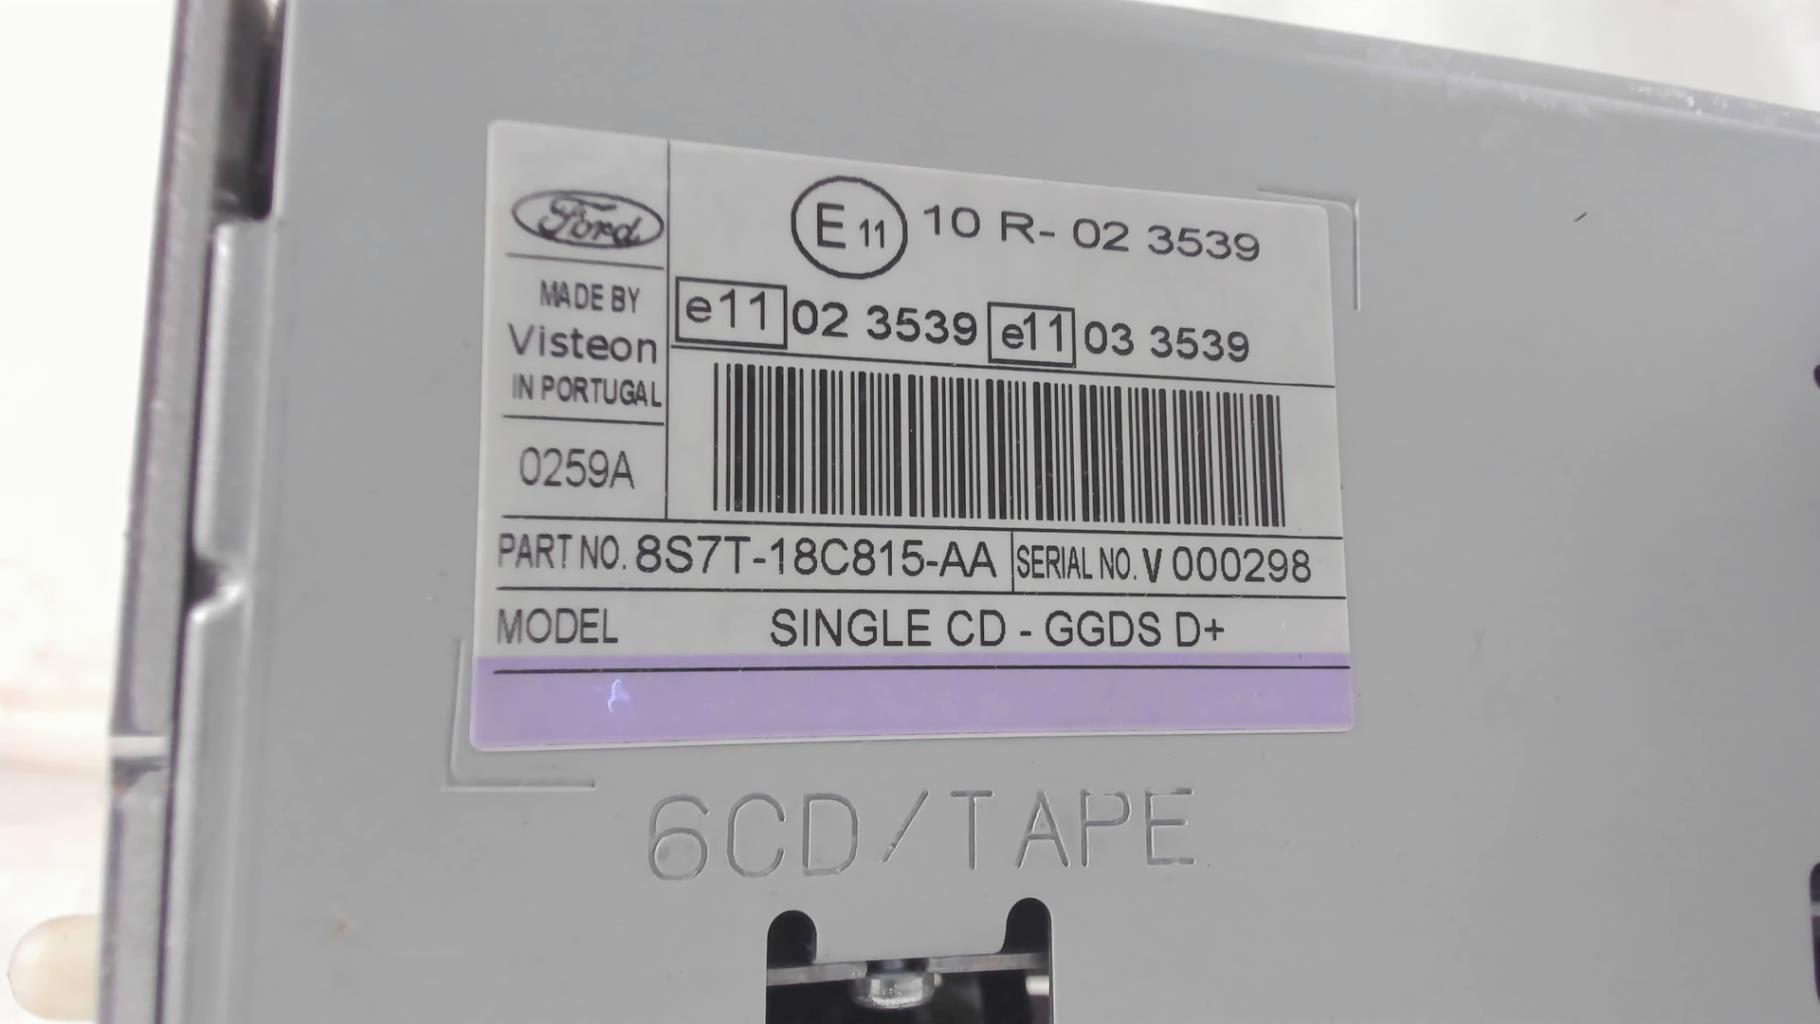 Ford
E 11 10 R- 02 3539
MADE BY
Visteon
IN PORTUGAL
e11 02 3539 e11 03 3539
0259A
PART NO. 8S7T-18C815-AA SERIAL NO. V 000298
MODEL SINGLE CD - GGDS D+
6CD/TAPE